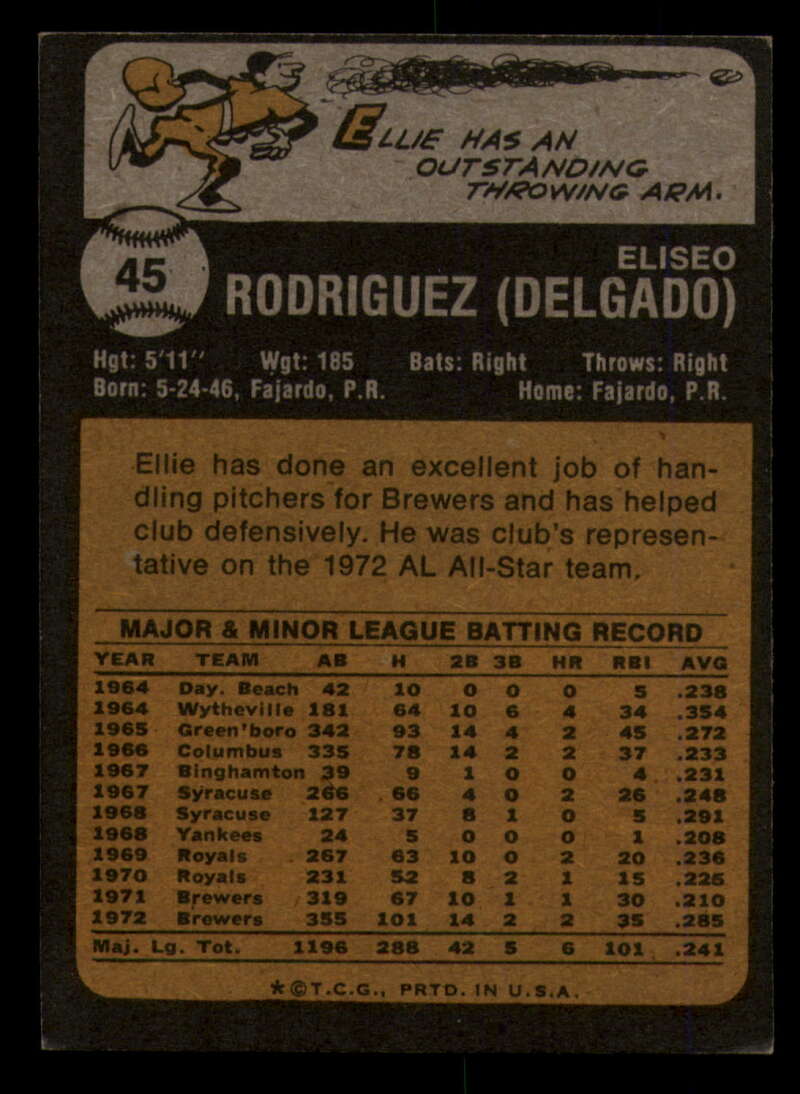 ELLIE HAS AN
OUTSTANDING
THROWING ARM.
45
ELISEO
RODRIGUEZ (DELGADO)
Hgt: 5'11" Wgt: 185 Bats: Right Throws: Right
Born: 5-24-46, Fajardo, P.R. Home: Fajardo, P.R.
Ellie has done an excellent job of han-
dling pitchers for Brewers and has helped
club defensively. He was club's represen-
tative on the 1972 AL All-Star team.
MAJOR & MINOR LEAGUE BATTING RECORD
YEAR TEAM AB H 2B 3B HR RBI AVG
1964 Day. Beach 42 10 0 0 0 5 .238
1964 Wytheville 181 64 10 6 4 34 .354
1965 Green'boro 342 93 14 4 2 45 .272
1966 Columbus 335 78 14 2 2 37 .233
1967 Binghamton 39 9 1 0 0 4 .231
1967 Syracuse 266 66 4 0 2 26 .248
1968 Syracuse 127 37 8 1 0 5 .291
1968 Yankees 24 5 0 0 0 1 .208
1969 Royals 267 63 10 0 2 20 .236
1970 Royals 231 52 8 2 1 15 .225
1971 Brewers 319 67 10 1 1 30 .210
1972 Brewers 355 101 14 2 2 35 .285
Maj. Lg. Tot. 1196 288 42 5 6 101 .241
*©T.C.G., PRTD. IN U.S.A.